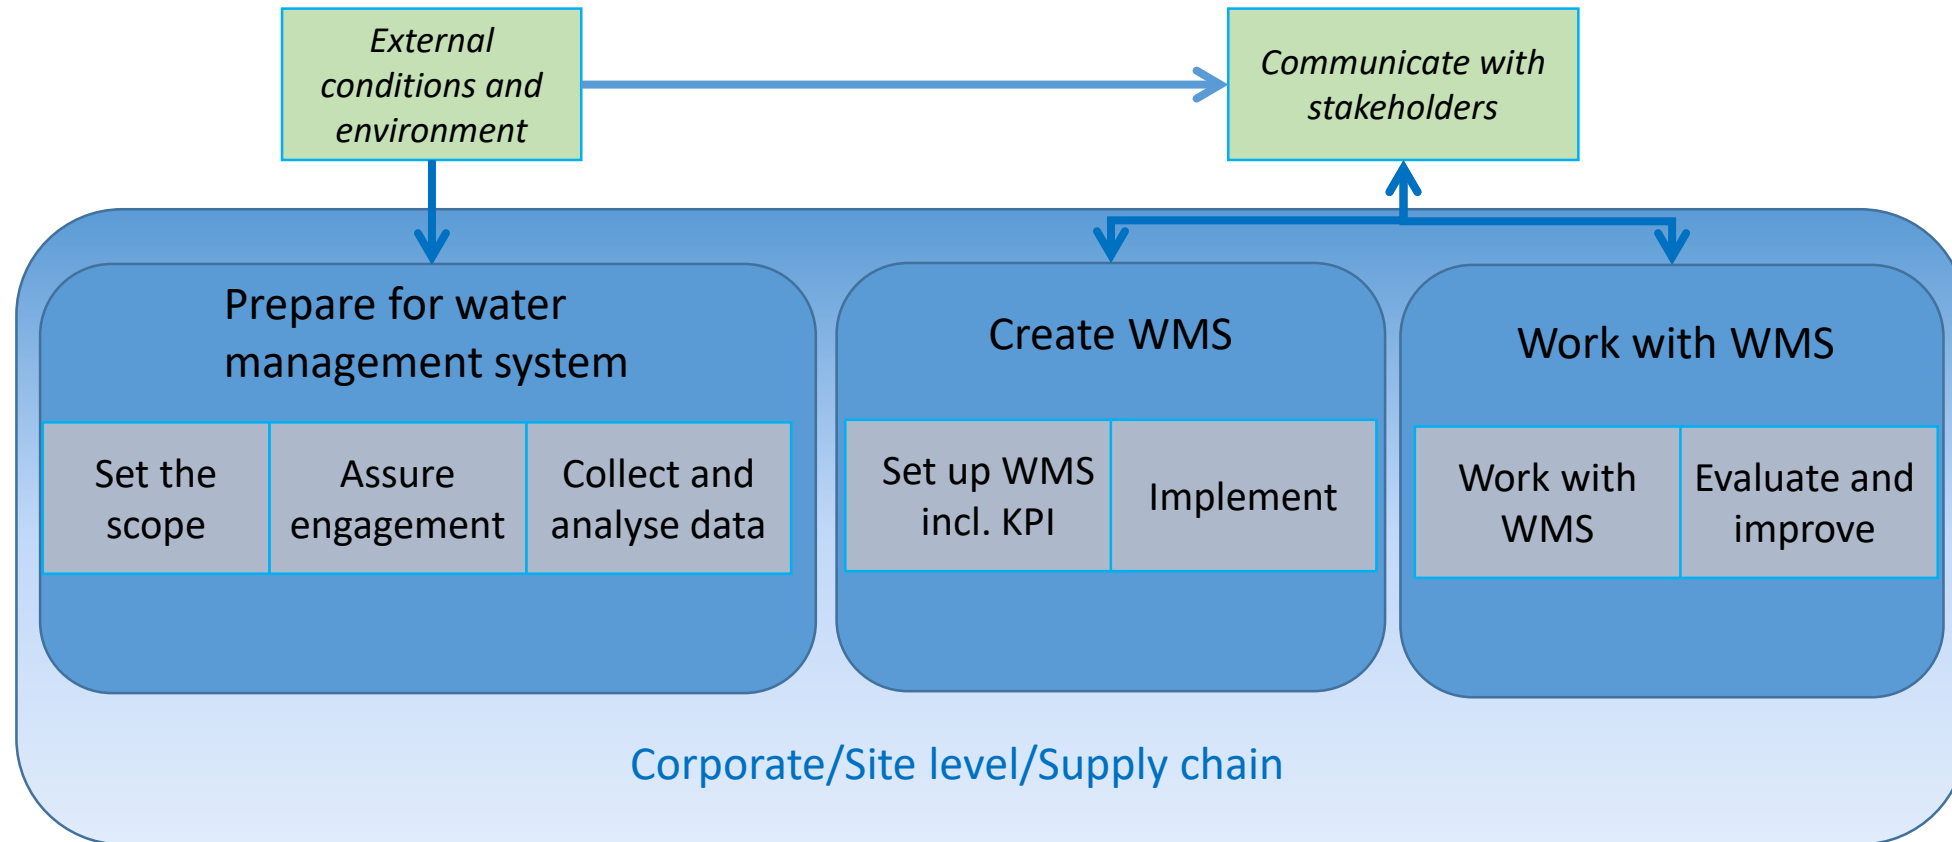 External
conditions and
environment
Communicate with
stakeholders
Prepare for water
management system
Set the
scope
Assure
engagement
Collect and
analyse data
Create WMS
Set up WMS
incl. KPI
Implement
Work with WMS
Work with
WMS
Evaluate and
improve
Corporate/Site level/Supply chain